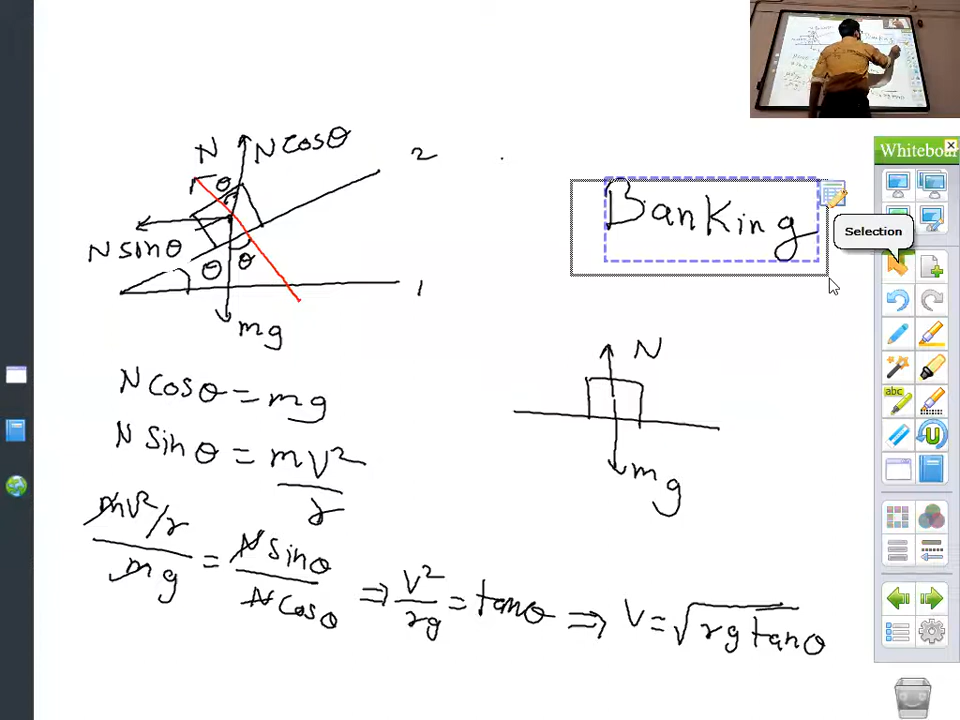 Whiteboa
Banking
Selection
N
N cosθ
2
θ
N sinθ
θ
θ
1
mg
N
mg
N cosθ = mg
N sinθ = mv²/r
mv²/r / mg = N sinθ / N cosθ ⇒ v²/rg = tanθ ⇒ v = √rg tanθ
abc